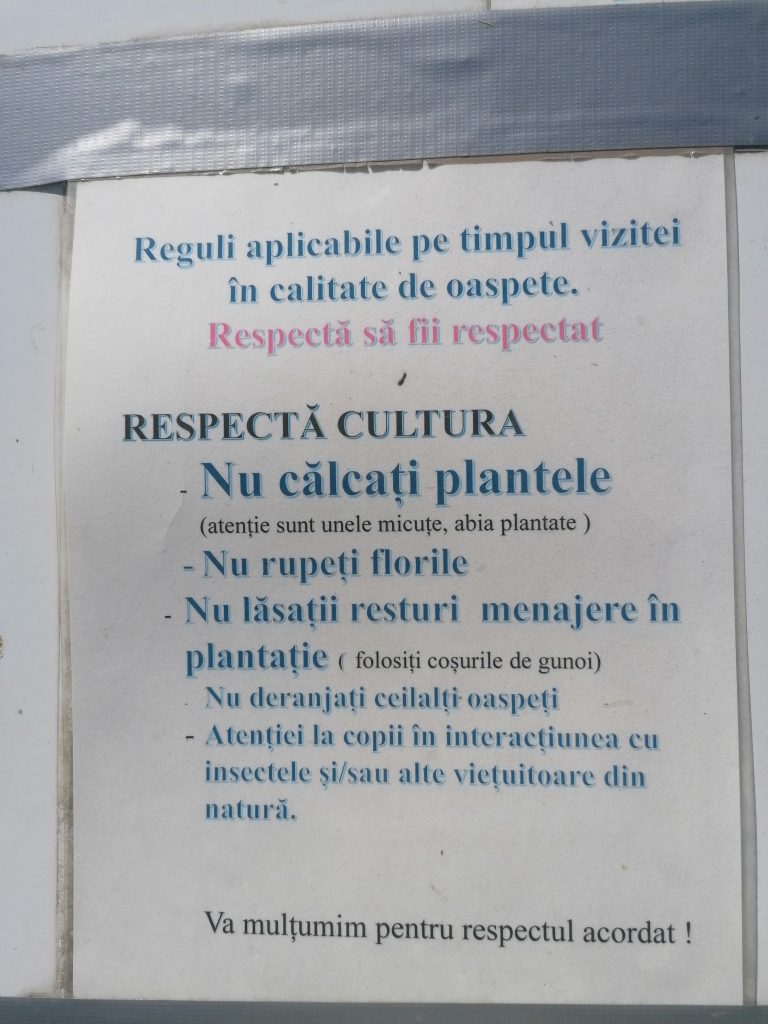 Reguli aplicabile pe timpul vizitei
în calitate de oaspete.
Respectă să fii respectat
RESPECTĂ CULTURA
- Nu călcați plantele
(atenție sunt unele micuțe, abia plantate )
- Nu rupeți florile
- Nu lăsații resturi menajere în
plantație ( folosiți coșurile de gunoi)
Nu deranjați ceilalți oaspeți
- Atenției la copii în interacțiunea cu
insectele și/sau alte viețuitoare din
natură.
Va mulțumim pentru respectul acordat !